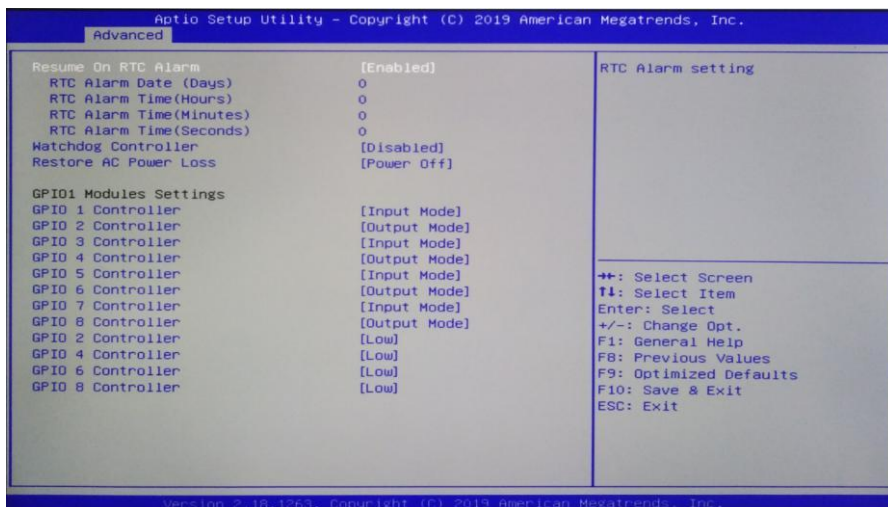 Aptio Setup Utility – Copyright (C) 2019 American Megatrends, Inc.
Advanced
Resume On RTC Alarm [Enabled]
RTC Alarm Date (Days) 0
RTC Alarm Time(Hours) 0
RTC Alarm Time(Minutes) 0
RTC Alarm Time(Seconds) 0
Watchdog Controller [Disabled]
Restore AC Power Loss [Power Off]
GPIO1 Modules Settings
GPIO 1 Controller [Input Mode]
GPIO 2 Controller [Output Mode]
GPIO 3 Controller [Input Mode]
GPIO 4 Controller [Output Mode]
GPIO 5 Controller [Input Mode]
GPIO 6 Controller [Output Mode]
GPIO 7 Controller [Input Mode]
GPIO 8 Controller [Output Mode]
GPIO 2 Controller [Low]
GPIO 4 Controller [Low]
GPIO 6 Controller [Low]
GPIO 8 Controller [Low]
RTC Alarm setting
→←: Select Screen
↑↓: Select Item
Enter: Select
+/-: Change Opt.
F1: General Help
F8: Previous Values
F9: Optimized Defaults
F10: Save & Exit
ESC: Exit
Version 2.18.1263. Copyright (C) 2019 American Megatrends, Inc.